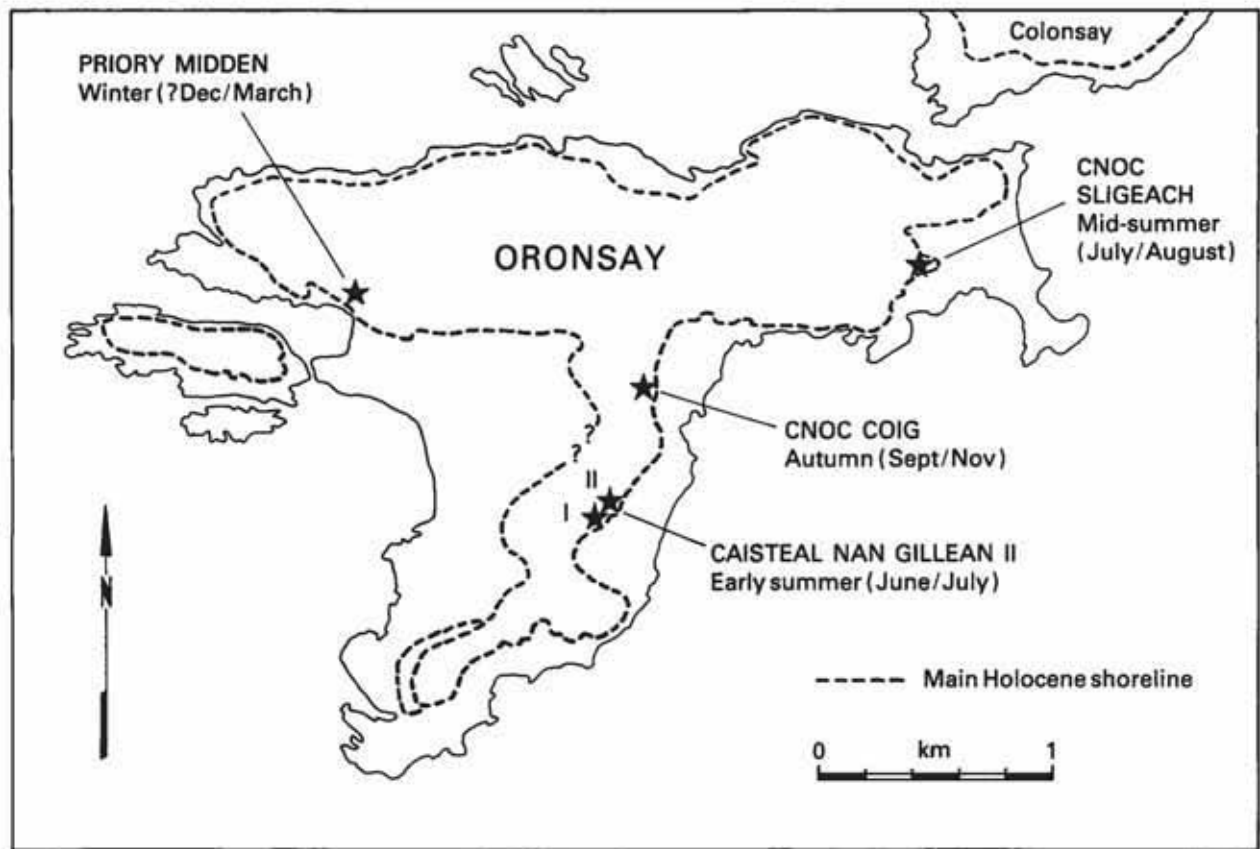 Colonsay
PRIORY MIDDEN
Winter (?Dec/March)
CNOC
SLIGEACH
Mid-summer
(July/August)
ORONSAY
CNOC COIG
Autumn (Sept/Nov)
? ?
II
I
CAISTEAL NAN GILLEAN II
Early summer (June/July)
N
Main Holocene shoreline
0 km 1